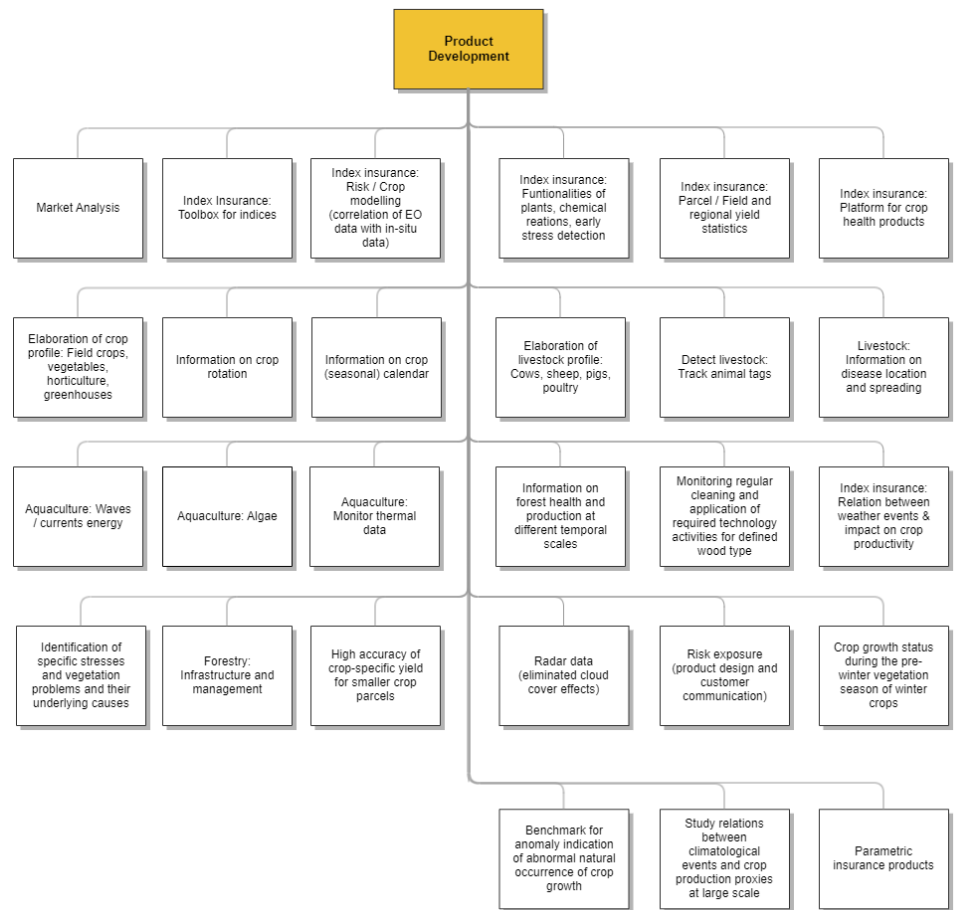 Product
Development
Market Analysis
Index Insurance:
Toolbox for indices
Index insurance:
Risk / Crop
modelling
(correlation of EO
data with in-situ
data)
Index insurance:
Funtionalities of
plants, chemical
reations, early
stress detection
Index insurance:
Parcel / Field and
regional yield
statistics
Index insurance:
Platform for crop
health products
Elaboration of crop
profile: Field crops,
vegetables,
horticulture,
greenhouses
Information on crop
rotation
Information on crop
(seasonal) calendar
Elaboration of
livestock profile:
Cows, sheep, pigs,
poultry
Detect livestock:
Track animal tags
Livestock:
Information on
disease location
and spreading
Aquaculture: Waves
/ currents energy
Aquaculture: Algae
Aquaculture:
Monitor thermal
data
Information on
forest health and
production at
different temporal
scales
Monitoring regular
cleaning and
application of
required technology
activities for defined
wood type
Index insurance:
Relation between
weather events &
impact on crop
productivity
Identification of
specific stresses
and vegetation
problems and their
underlying causes
Forestry:
Infrastructure and
management
High accuracy of
crop-specific yield
for smaller crop
parcels
Radar data
(eliminated cloud
cover effects)
Risk exposure
(product design and
customer
communication)
Crop growth status
during the pre-
winter vegetation
season of winter
crops
Benchmark for
anomaly indication
of abnormal natural
occurrence of crop
growth
Study relations
between
climatological
events and crop
production proxies
at large scale
Parametric
insurance products